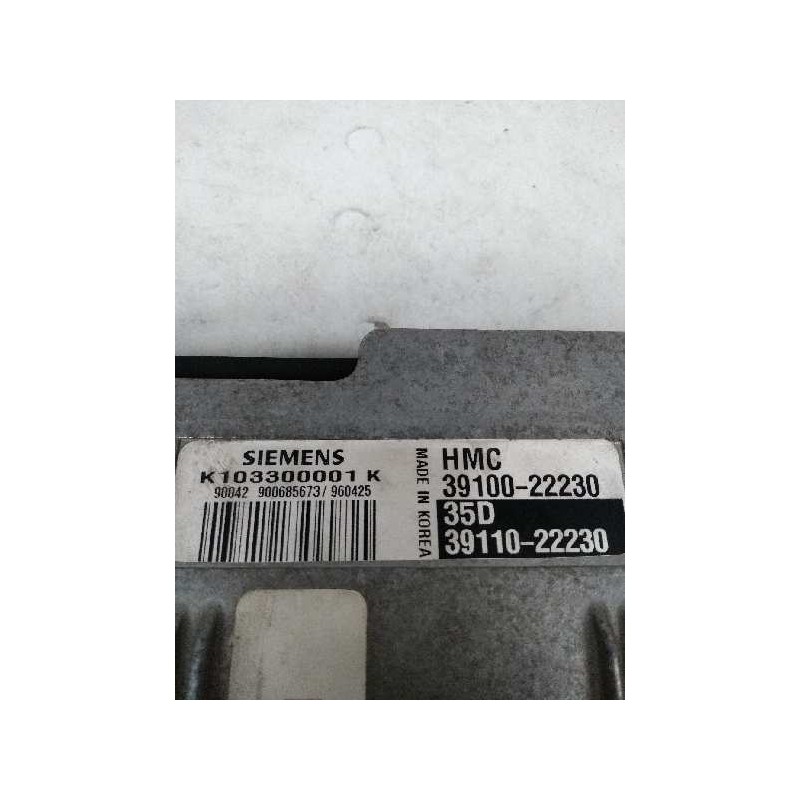 SIEMENS
K103300001 K
90042 900685673/960425
MADE IN KOREA
HMC
39100-22230
35D
39110-22230